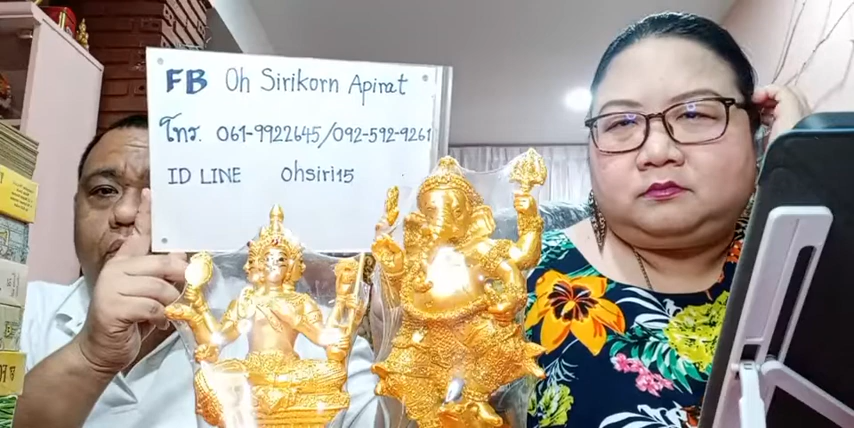 FB Oh Sirikorn Apirat
โทร. 061-9922645/092-592-9261
ID LINE ohsiri15